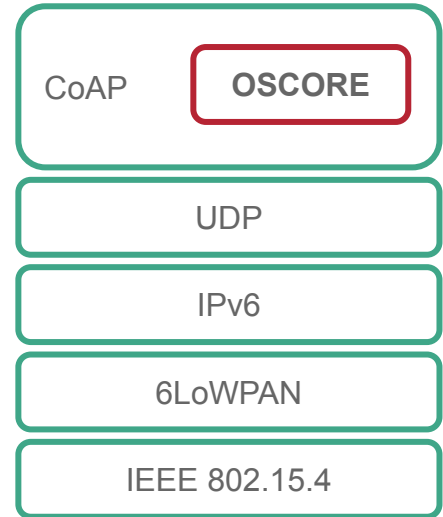 CoAP OSCORE
UDP
IPv6
6LoWPAN
IEEE 802.15.4